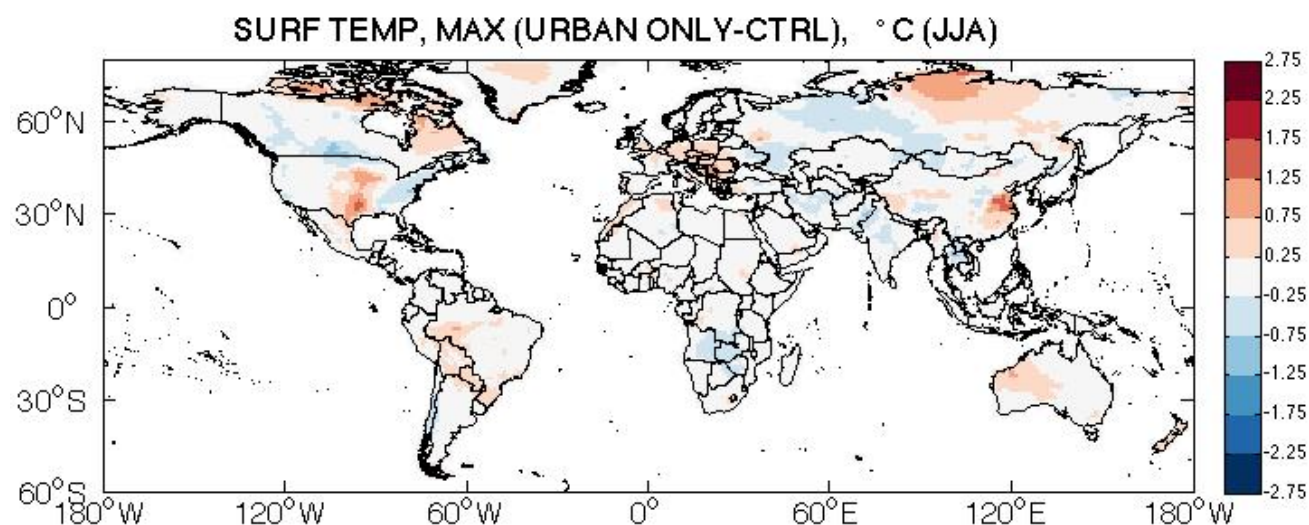 SURF TEMP, MAX (URBAN ONLY-CTRL), °C (JJA)
2.75
2.25
1.75
1.25
0.75
0.25
-0.25
-0.75
-1.25
-1.75
-2.25
-2.75
60°N
30°N
0°
30°S
60°S
180°W
120°W
60°W
0°
60°E
120°E
180°W